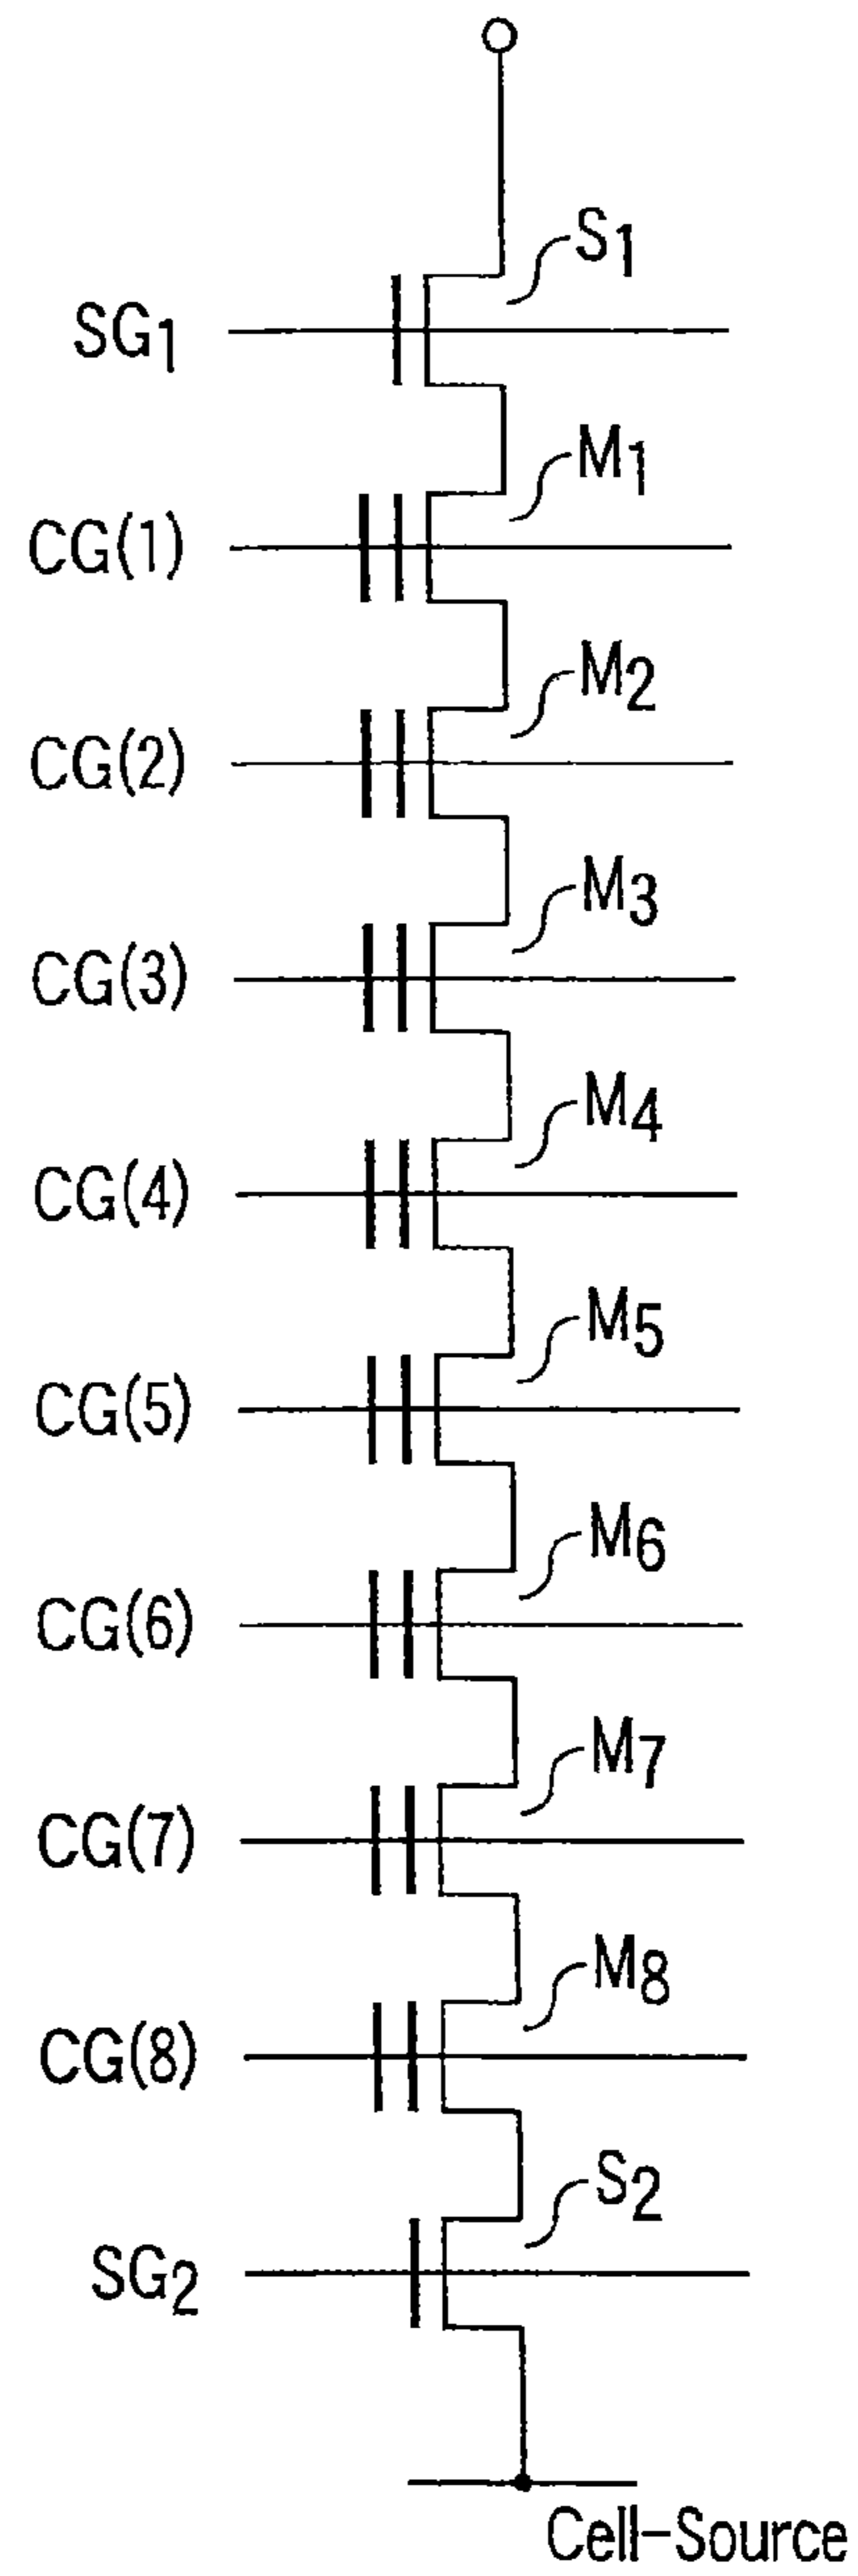 S1
SG1
M1
CG(1)
M2
CG(2)
M3
CG(3)
M4
CG(4)
M5
CG(5)
M6
CG(6)
M7
CG(7)
M8
CG(8)
S2
SG2
Cell-Source